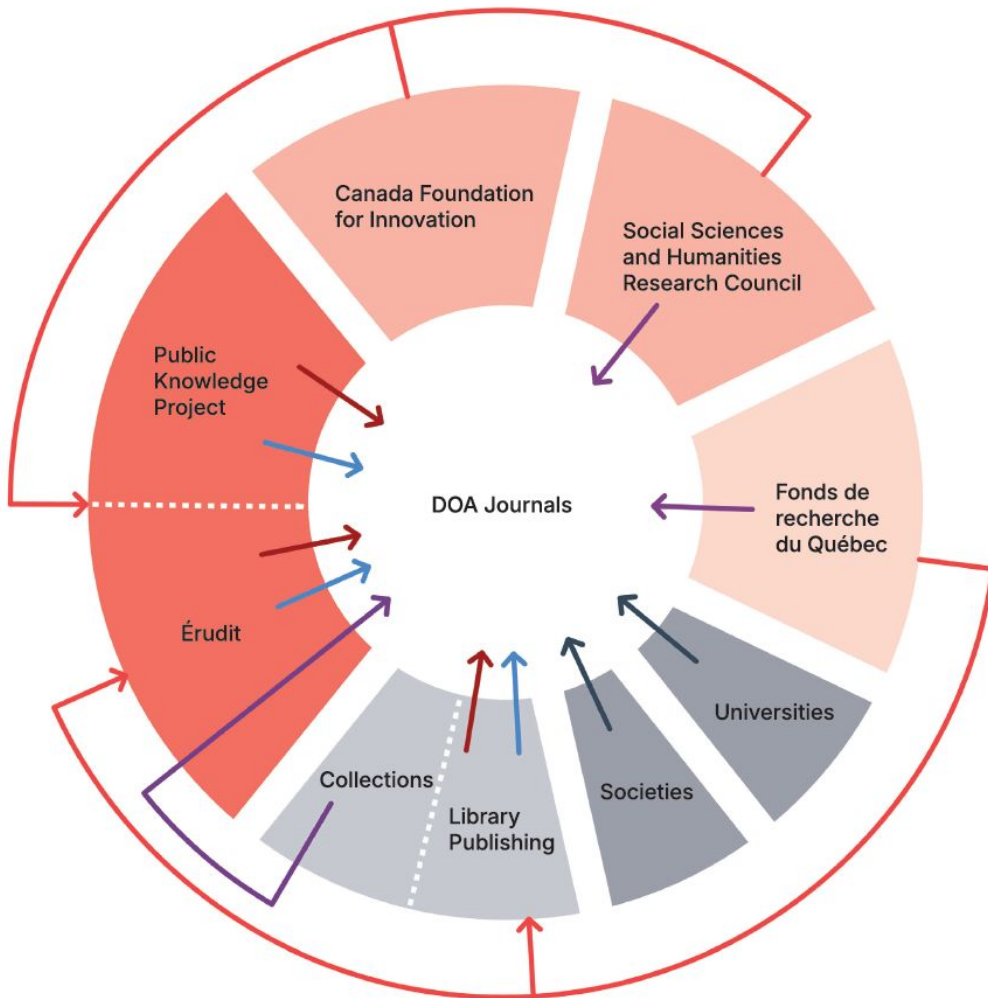 Canada Foundation
for Innovation
Social Sciences
and Humanities
Research Council
Public
Knowledge
Project
DOA Journals
Fonds de
recherche
du Québec
Érudit
Universities
Collections
Societies
Library
Publishing